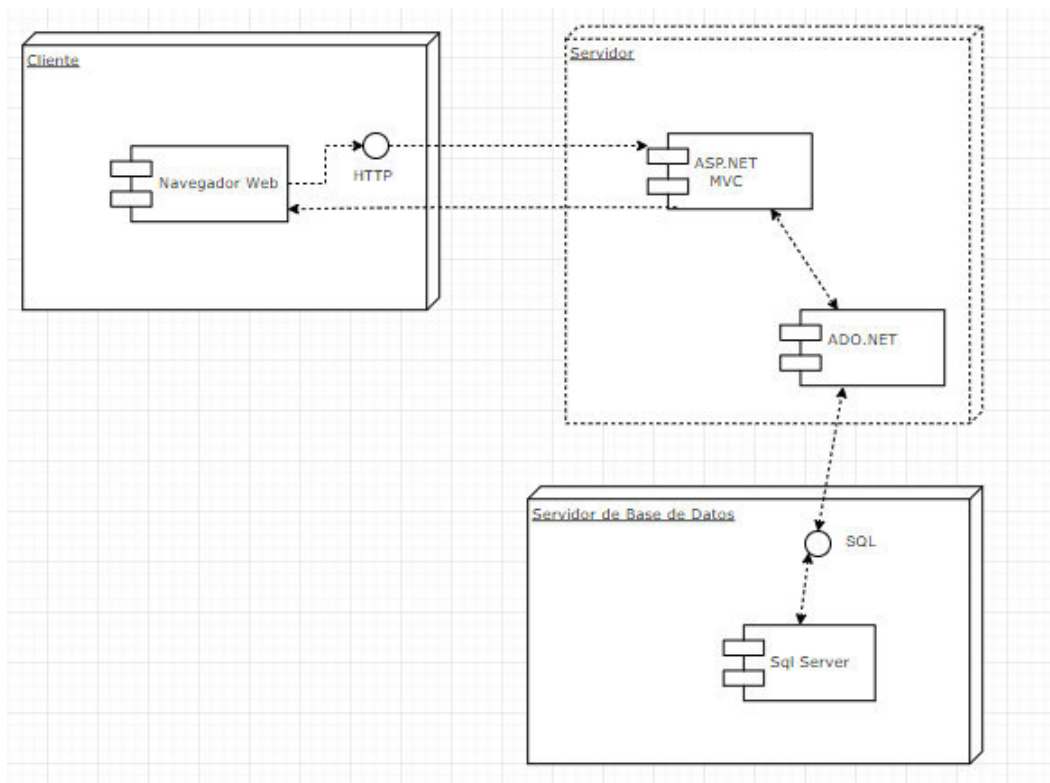 Cliente
Servidor
Navegador Web
HTTP
ASP.NET
MVC
ADO.NET
Servidor de Base de Datos
SQL
Sql Server